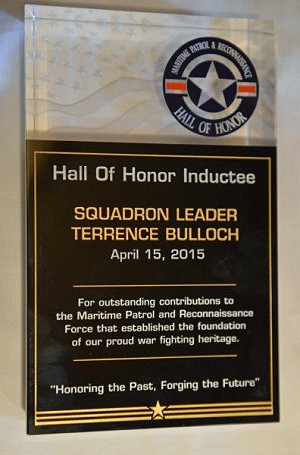 MARITIME PATROL & RECONNAISSANCE
HALL OF HONOR
Hall Of Honor Inductee
SQUADRON LEADER
TERRENCE BULLOCH
April 15, 2015
For outstanding contributions to
the Maritime Patrol and Reconnaissance
Force that established the foundation
of our proud war fighting heritage.
"Honoring the Past, Forging the Future"